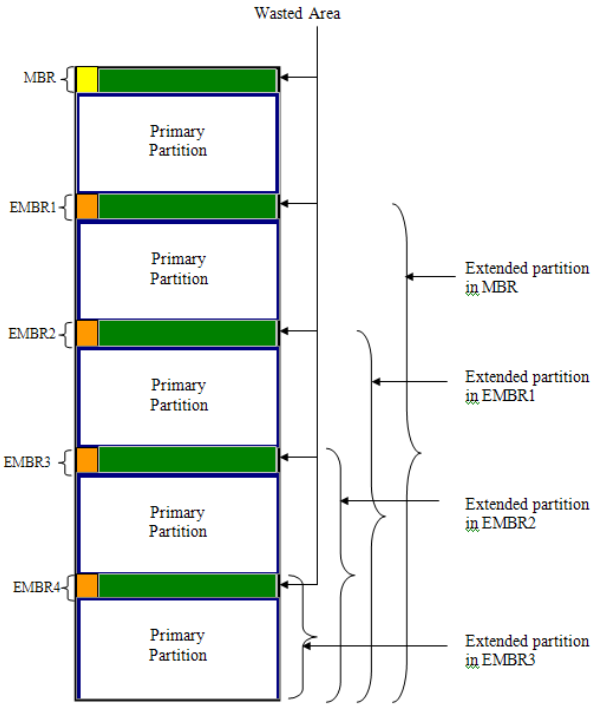 Wasted Area
MBR
Primary
Partition
EMBR1
Primary
Partition
Extended partition
in MBR
EMBR2
Primary
Partition
Extended partition
in EMBR1
EMBR3
Primary
Partition
Extended partition
in EMBR2
EMBR4
Primary
Partition
Extended partition
in EMBR3